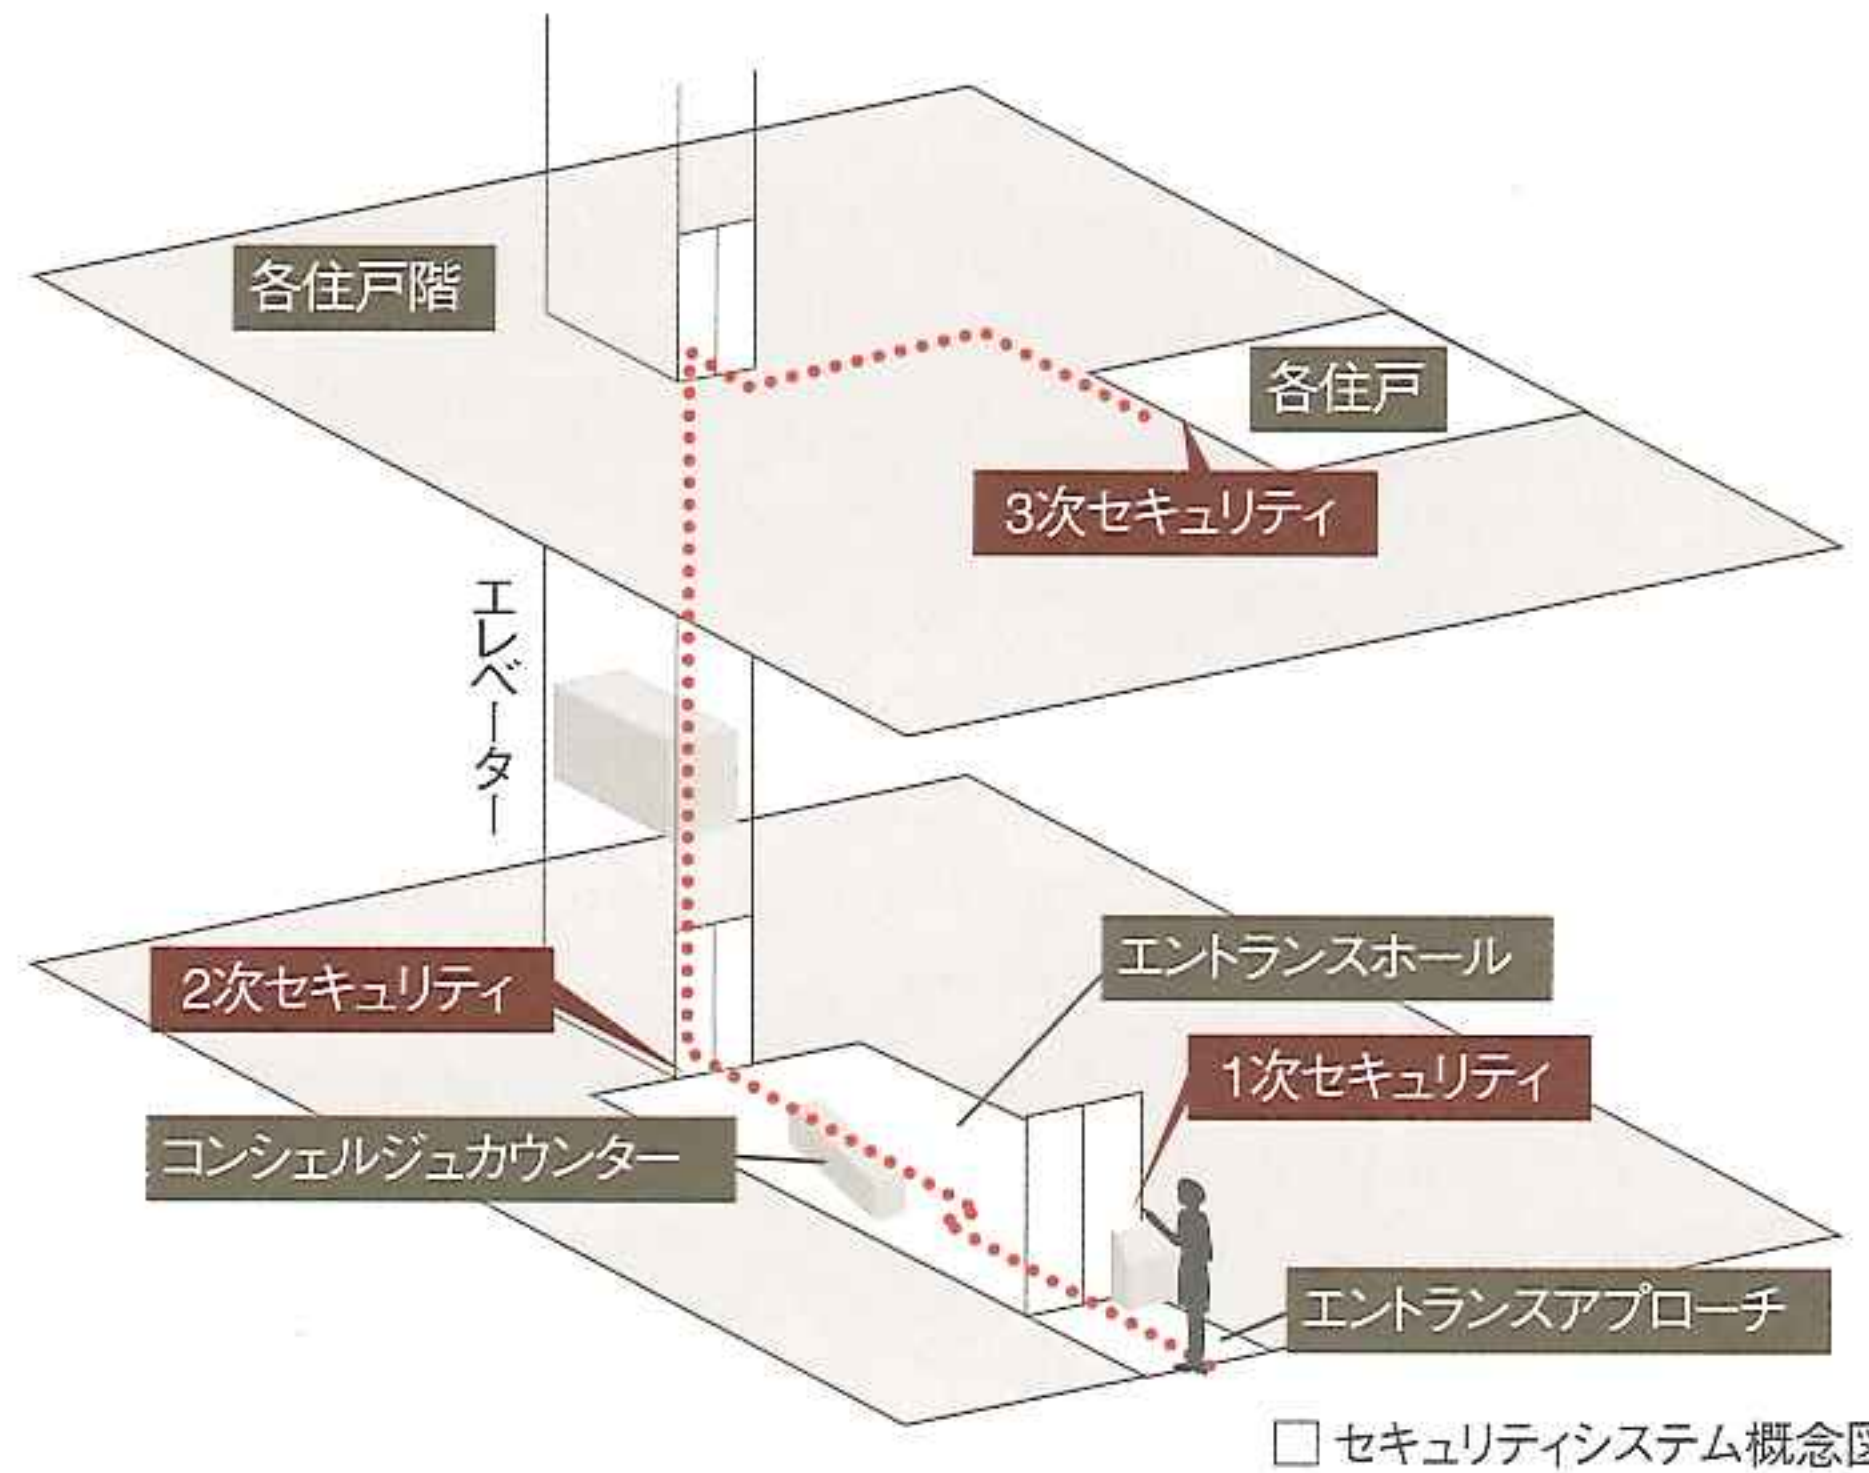 各住戸階
各住戸
3次セキュリティ
エレベーター
エントランスホール
2次セキュリティ
1次セキュリティ
コンシェルジュカウンター
エントランスアプローチ
□ セキュリティシステム概念図